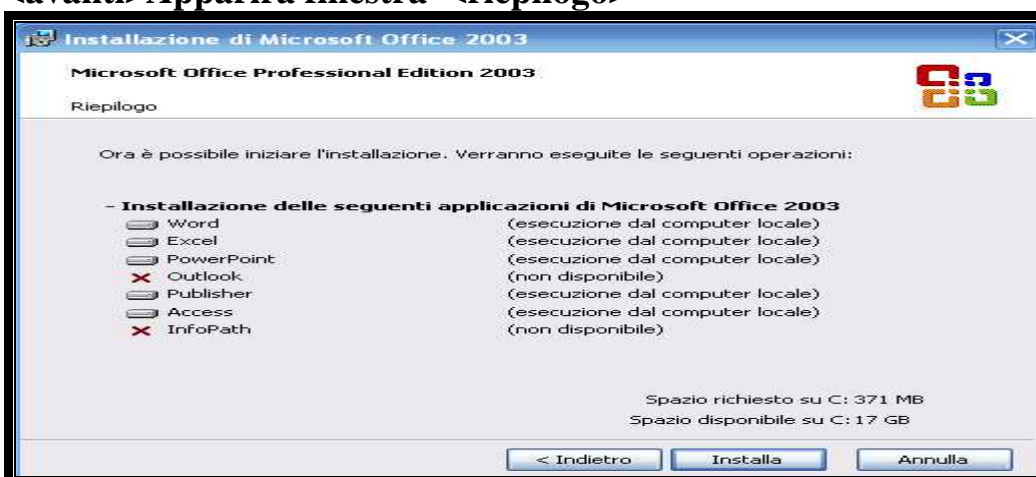 <avanti> Apparirà finestra <riepilogo>
Installazione di Microsoft Office 2003
Microsoft Office Professional Edition 2003
Riepilogo
Ora è possibile iniziare l'installazione. Verranno eseguite le seguenti operazioni:
- Installazione delle seguenti applicazioni di Microsoft Office 2003
Word (esecuzione dal computer locale)
Excel (esecuzione dal computer locale)
PowerPoint (esecuzione dal computer locale)
Outlook (non disponibile)
Publisher (esecuzione dal computer locale)
Access (esecuzione dal computer locale)
InfoPath (non disponibile)
Spazio richiesto su C: 371 MB
Spazio disponibile su C: 17 GB
< Indietro Installa Annulla